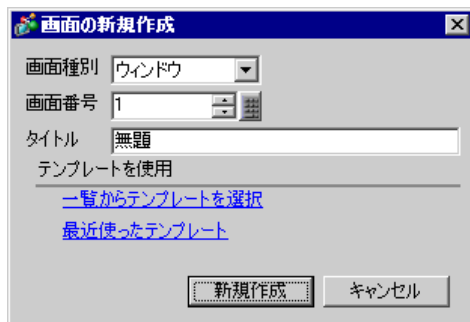 画面の新規作成
画面種別 ウィンドウ
画面番号 1
タイトル 無題
テンプレートを使用
一覧からテンプレートを選択
最近使ったテンプレート
新規作成 キャンセル